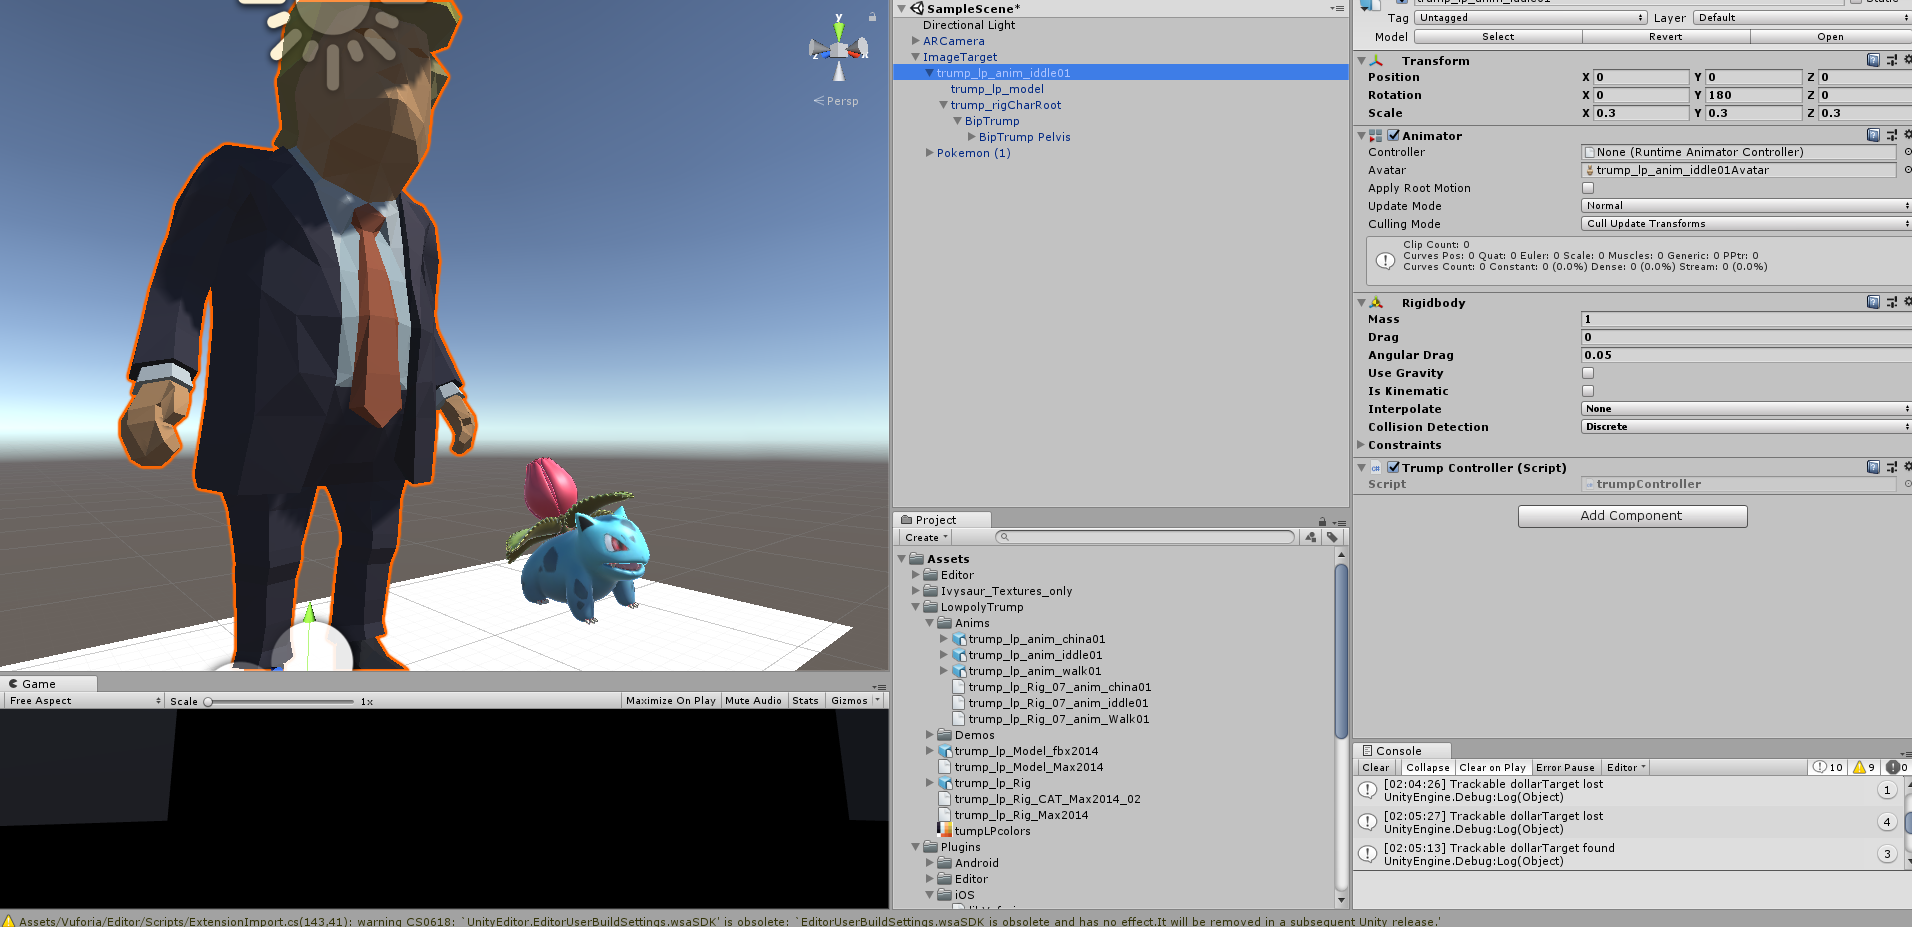 y
x
z
Persp
Game
Free Aspect
Scale
1x
Maximize On Play
Mute Audio
Stats
Gizmos
SampleScene*
Directional Light
ARCamera
ImageTarget
trump_lp_anim_iddle01
trump_lp_model
trump_rigCharRoot
BipTrump
BipTrump Pelvis
Pokemon (1)
Project
Create
Assets
Editor
Ivysaur_Textures_only
LowpolyTrump
Anims
trump_lp_anim_china01
trump_lp_anim_iddle01
trump_lp_anim_walk01
trump_lp_Rig_07_anim_china01
trump_lp_Rig_07_anim_iddle01
trump_lp_Rig_07_anim_Walk01
Demos
trump_lp_Model_fbx2014
trump_lp_Model_Max2014
trump_lp_Rig
trump_lp_Rig_CAT_Max2014_02
trump_lp_Rig_Max2014
tumpLPcolors
Plugins
Android
Editor
iOS
Tag Untagged Layer Default
Model Select Revert Open
Transform
Position X 0 Y 0 Z 0
Rotation X 0 Y 180 Z 0
Scale X 0.3 Y 0.3 Z 0.3
Animator
Controller None (Runtime Animator Controller)
Avatar trump_lp_anim_iddle01Avatar
Apply Root Motion
Update Mode Normal
Culling Mode Cull Update Transforms
Clip Count: 0
Curves Pos: 0 Quat: 0 Euler: 0 Scale: 0 Muscles: 0 Generic: 0 PPtr: 0
Curves Count: 0 Constant: 0 (0.0%) Dense: 0 (0.0%) Stream: 0 (0.0%)
Rigidbody
Mass 1
Drag 0
Angular Drag 0.05
Use Gravity
Is Kinematic
Interpolate None
Collision Detection Discrete
Constraints
Trump Controller (Script)
Script trumpController
Add Component
Console
Clear Collapse Clear on Play Error Pause Editor 10 9 0
[02:04:26] Trackable dollarTarget lost
UnityEngine.Debug:Log(Object)
1
[02:05:27] Trackable dollarTarget lost
UnityEngine.Debug:Log(Object)
4
[02:05:13] Trackable dollarTarget found
UnityEngine.Debug:Log(Object)
3
Assets/Vuforia/Editor/Scripts/ExtensionImport.cs(143,41): warning CS0618: `UnityEditor.EditorUserBuildSettings.wsaSDK' is obsolete: `EditorUserBuildSettings.wsaSDK is obsolete and has no effect.It will be removed in a subsequent Unity release.'